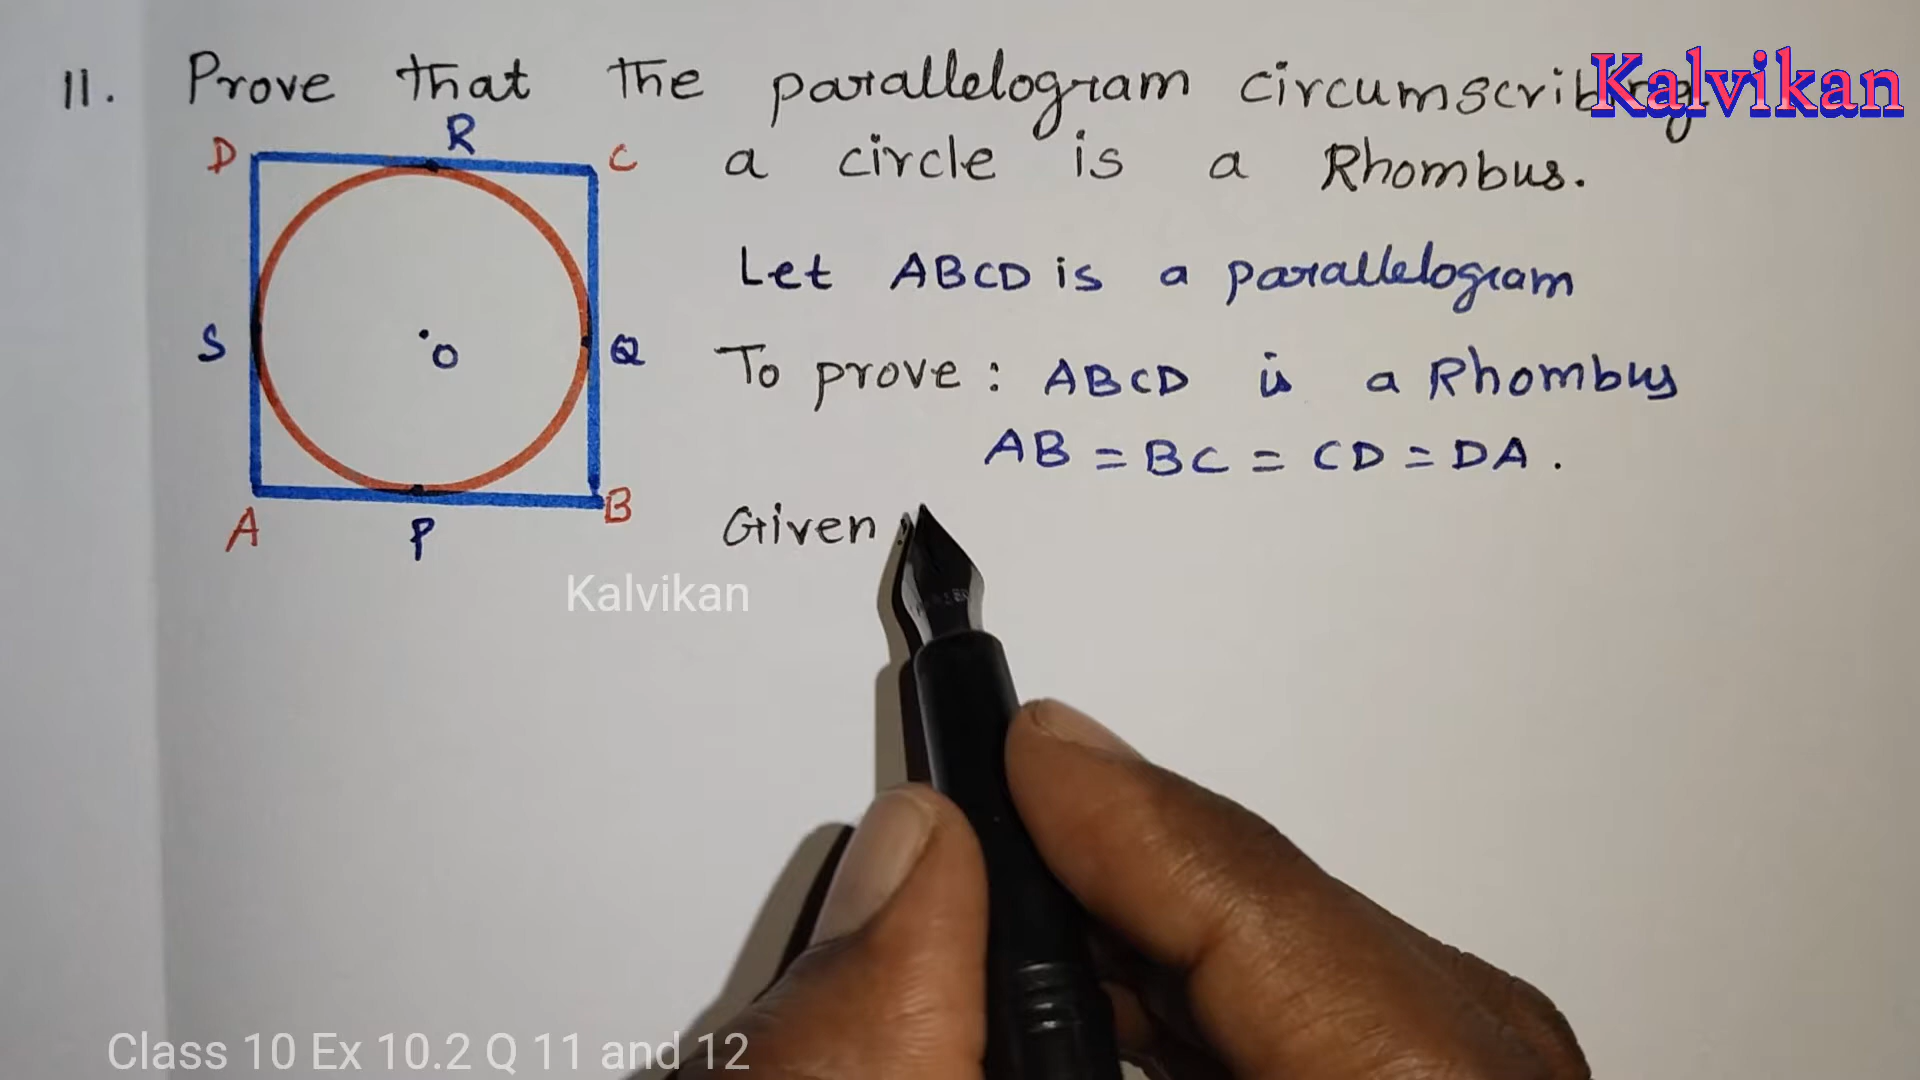 11. Prove that the parallelogram circumscribing
Kalvikan
a circle is a Rhombus.
D R C
S O Q
A P B
Let ABCD is a parallelogram
To prove : ABCD is a Rhombus
AB = BC = CD = DA .
Given :
Kalvikan
Class 10 Ex 10.2 Q 11 and 12